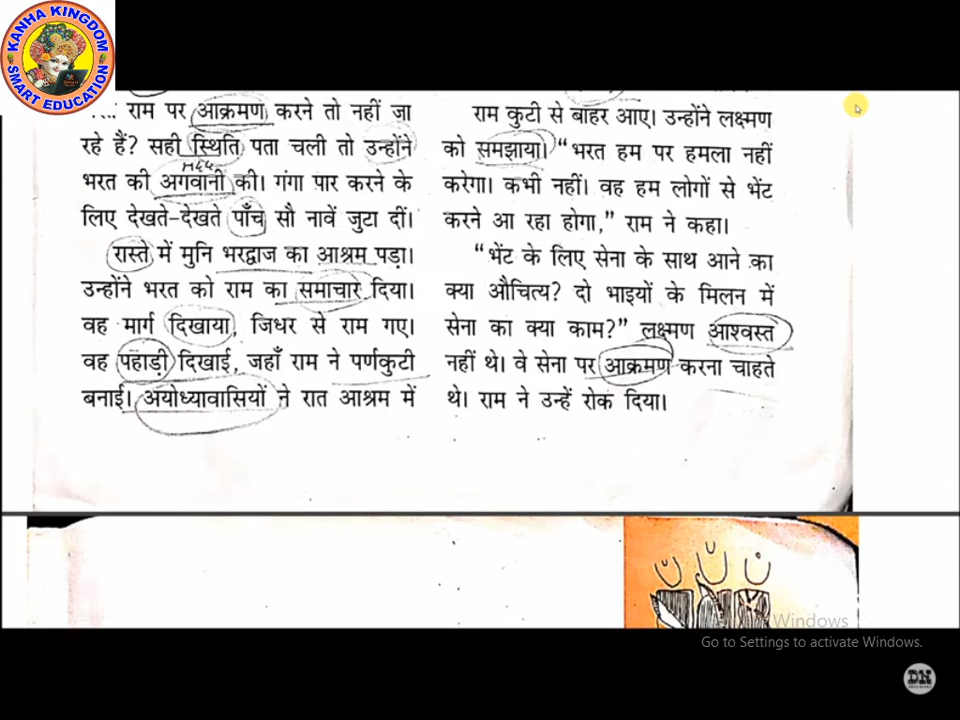 KANHA KINGDOM
SMART EDUCATION
राम पर आक्रमण करने तो नहीं जा
रहे हैं? सही स्थिति पता चली तो उन्होंने
मदद
भरत की अगवानी की। गंगा पार करने के
लिए देखते-देखते पाँच सौ नावें जुटा दीं।
रास्ते में मुनि भरद्वाज का आश्रम पड़ा।
उन्होंने भरत को राम का समाचार दिया।
वह मार्ग दिखाया, जिधर से राम गए।
वह पहाड़ी दिखाई, जहाँ राम ने पर्णकुटी
बनाई। अयोध्यावासियों ने रात आश्रम में
राम कुटी से बाहर आए। उन्होंने लक्ष्मण
को समझाया। “भरत हम पर हमला नहीं
करेगा। कभी नहीं। वह हम लोगों से भेंट
करने आ रहा होगा,” राम ने कहा।
“भेंट के लिए सेना के साथ आने का
क्या औचित्य? दो भाइयों के मिलन में
सेना का क्या काम?” लक्ष्मण आश्वस्त
नहीं थे। वे सेना पर आक्रमण करना चाहते
थे। राम ने उन्हें रोक दिया।
Windows
Go to Settings to activate Windows.
DN